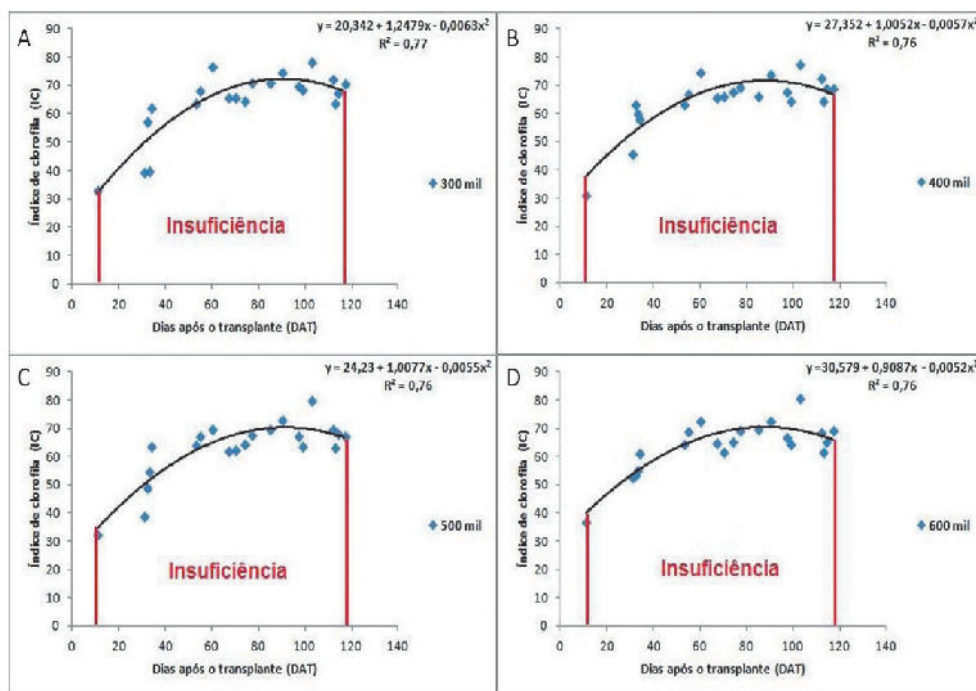 A
y = 20,342 + 1,2479x - 0,0063x²
R² = 0,77
Índice de clorofila (IC)
90
80
70
60
50
40
30
20
10
0
Insuficiência
300 mil
0 20 40 60 80 100 120 140
Dias após o transplante (DAT)
B
y = 27,352 + 1,0052x - 0,0057x²
R² = 0,76
Índice de clorofila (IC)
90
80
70
60
50
40
30
20
10
0
Insuficiência
400 mil
0 20 40 60 80 100 120 140
Dias após o transplante (DAT)
C
y = 24,23 + 1,0077x - 0,0055x²
R² = 0,76
Índice de clorofila (IC)
90
80
70
60
50
40
30
20
10
0
Insuficiência
500 mil
0 20 40 60 80 100 120 140
Dias após o transplante (DAT)
D
y =30,579 + 0,9087x - 0,0052x²
R² = 0,76
Índice de clorofila (IC)
90
80
70
60
50
40
30
20
10
0
Insuficiência
600 mil
0 20 40 60 80 100 120 140
Dias após o transplante (DAT)